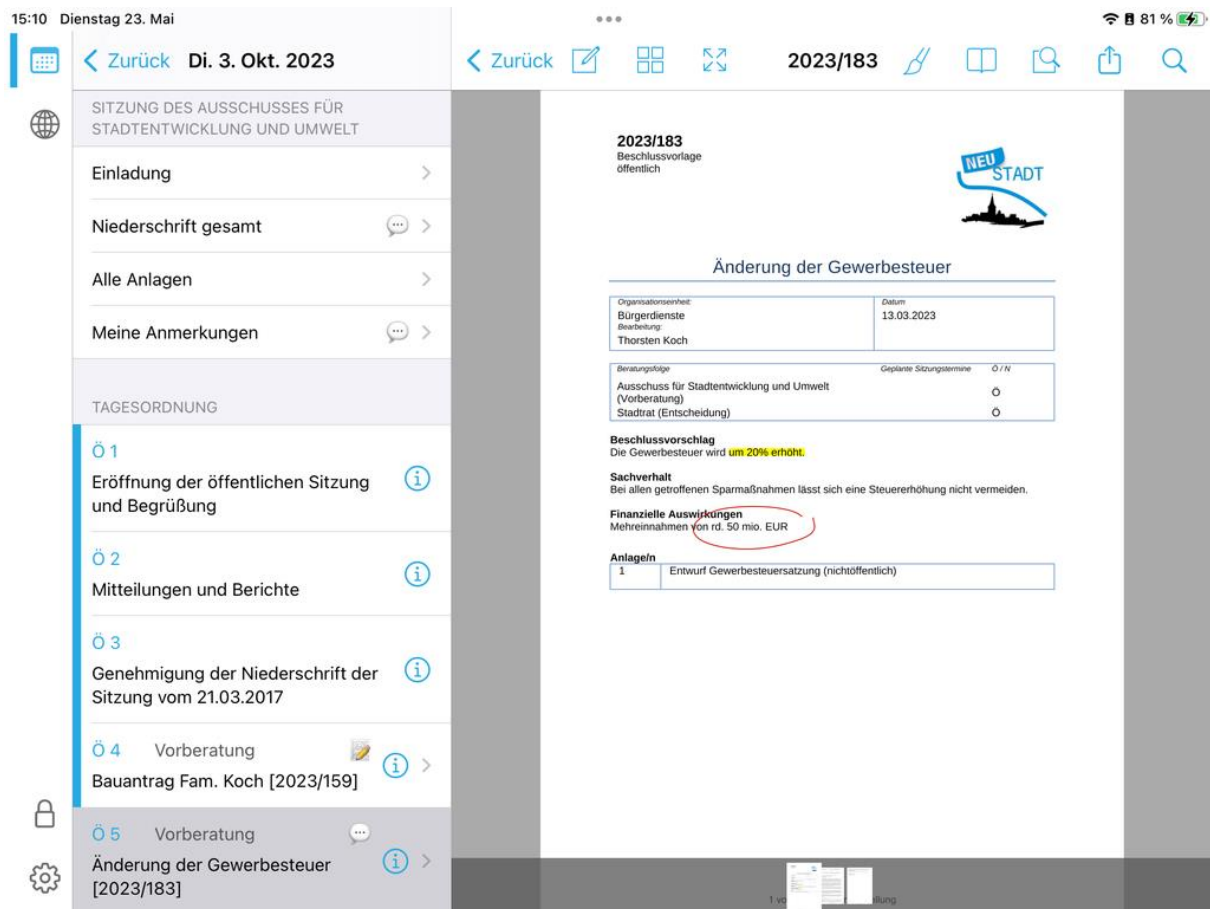 15:10 Dienstag 23. Mai
81 %
Zurück Di. 3. Okt. 2023
SITZUNG DES AUSSCHUSSES FÜR
STADTENTWICKLUNG UND UMWELT
Einladung
Niederschrift gesamt
Alle Anlagen
Meine Anmerkungen
TAGESORDNUNG
Ö 1
Eröffnung der öffentlichen Sitzung
und Begrüßung
Ö 2
Mitteilungen und Berichte
Ö 3
Genehmigung der Niederschrift der
Sitzung vom 21.03.2017
Ö 4 Vorberatung
Bauantrag Fam. Koch [2023/159]
Ö 5 Vorberatung
Änderung der Gewerbesteuer
[2023/183]
Zurück 2023/183
2023/183
Beschlussvorlage
öffentlich
NEU
STADT
Änderung der Gewerbesteuer
Organisationseinheit: Datum
Bürgerdienste 13.03.2023
Bearbeitung:
Thorsten Koch
Beratungsfolge Geplante Sitzungstermine Ö / N
Ausschuss für Stadtentwicklung und Umwelt
(Vorberatung) Ö
Stadtrat (Entscheidung) Ö
Beschlussvorschlag
Die Gewerbesteuer wird um 20% erhöht.
Sachverhalt
Bei allen getroffenen Sparmaßnahmen lässt sich eine Steuererhöhung nicht vermeiden.
Finanzielle Auswirkungen
Mehreinnahmen von rd. 50 mio. EUR
Anlage/n
1 Entwurf Gewerbesteuersatzung (nichtöffentlich)